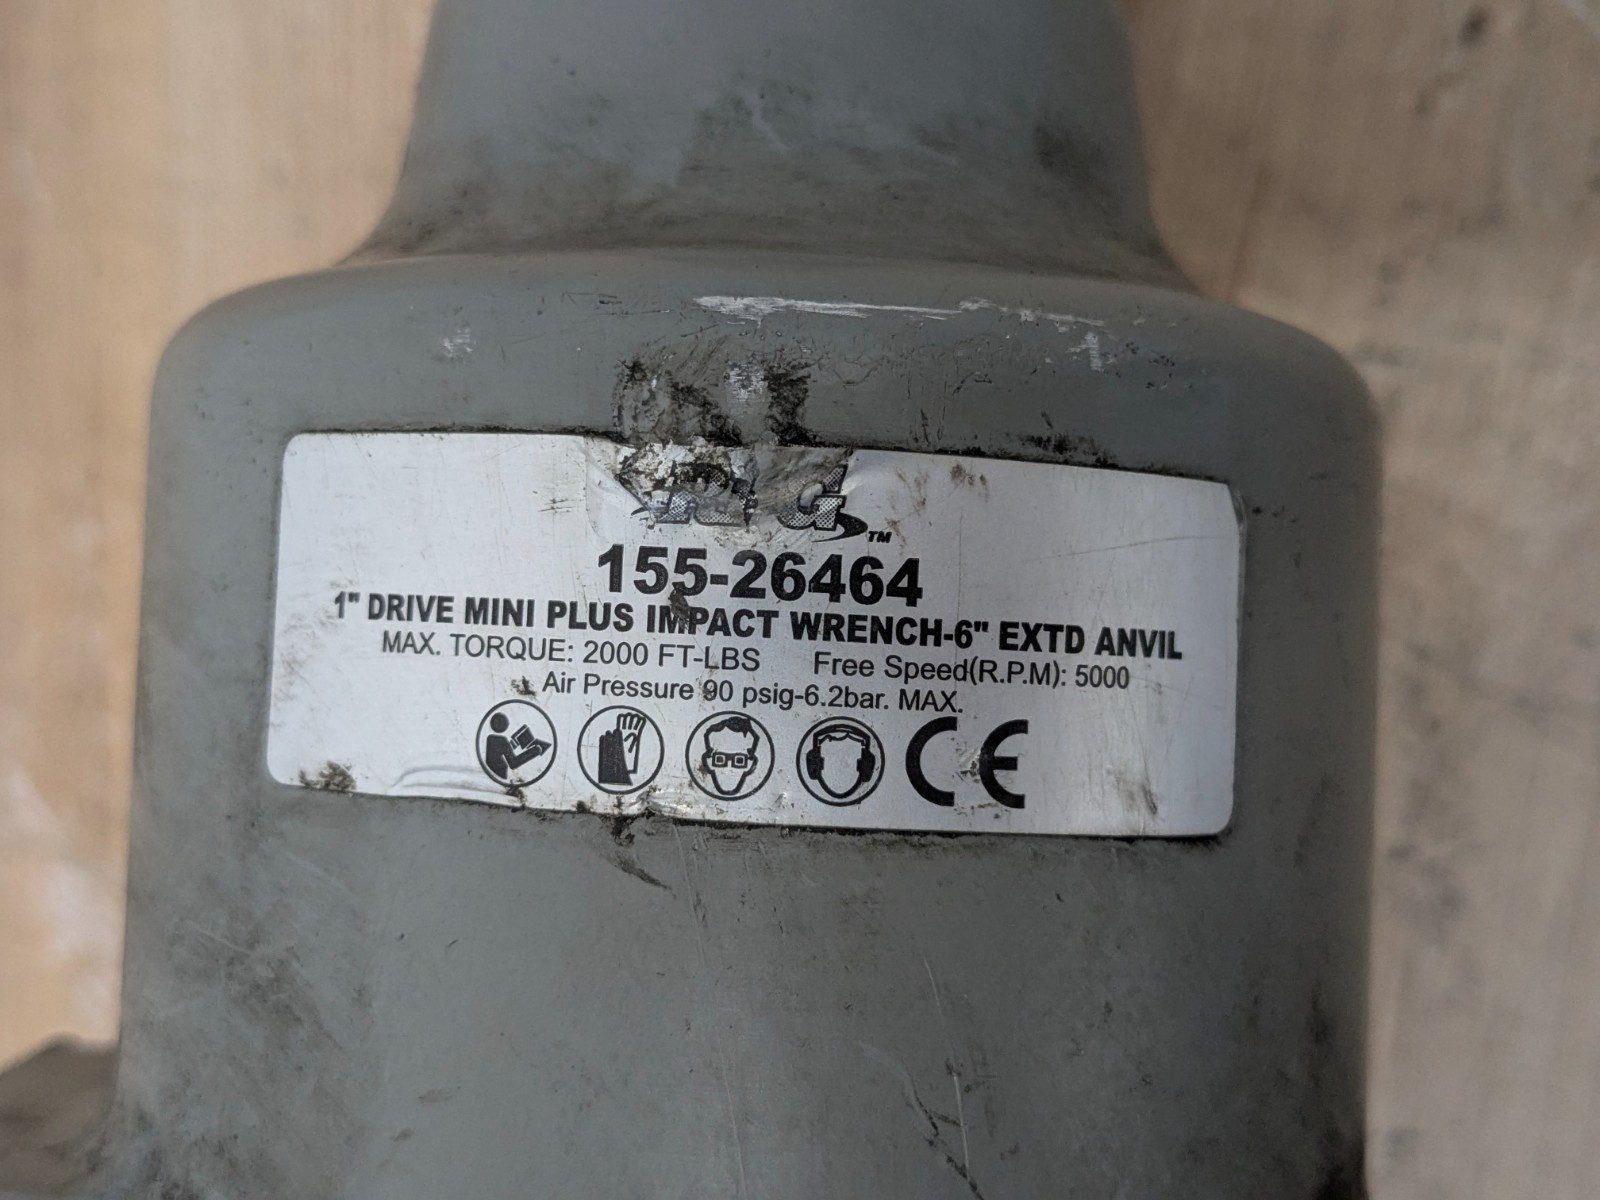 TM
155-26464
1" DRIVE MINI PLUS IMPACT WRENCH-6" EXTD ANVIL
MAX. TORQUE: 2000 FT-LBS Free Speed(R.P.M): 5000
Air Pressure 90 psig-6.2bar. MAX.
CE